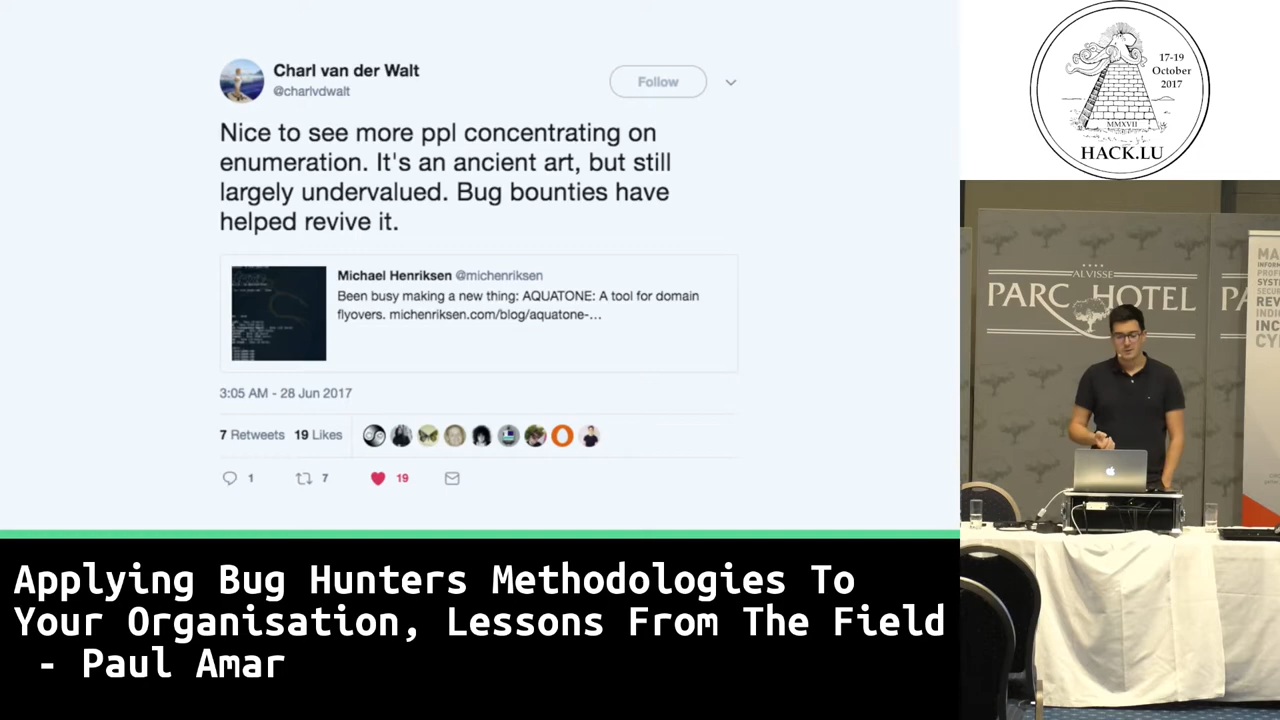 Charl van der Walt
@charlvdwalt
Follow
Nice to see more ppl concentrating on
enumeration. It's an ancient art, but still
largely undervalued. Bug bounties have
helped revive it.
Michael Henriksen @michenriksen
Been busy making a new thing: AQUATONE: A tool for domain
flyovers. michenriksen.com/blog/aquatone-...
3:05 AM - 28 Jun 2017
7 Retweets 19 Likes
1 7 19
Applying Bug Hunters Methodologies To
Your Organisation, Lessons From The Field
- Paul Amar
17-19
October
2017
MMXVII
HACK.LU
ALVISSE
PARC HOTEL
PA